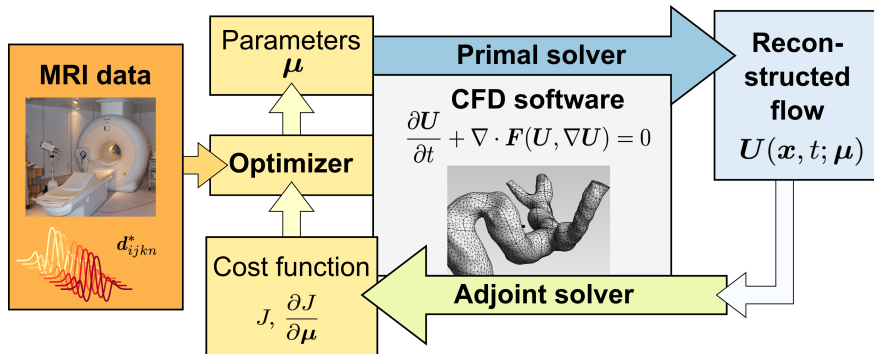 MRI data
d*_{ijkn}
Parameters
μ
Optimizer
Cost function
J, ∂J/∂μ
Primal solver
CFD software
∂U/∂t + ∇ · F(U, ∇U) = 0
Adjoint solver
Recon-
structed
flow
U(x, t; μ)